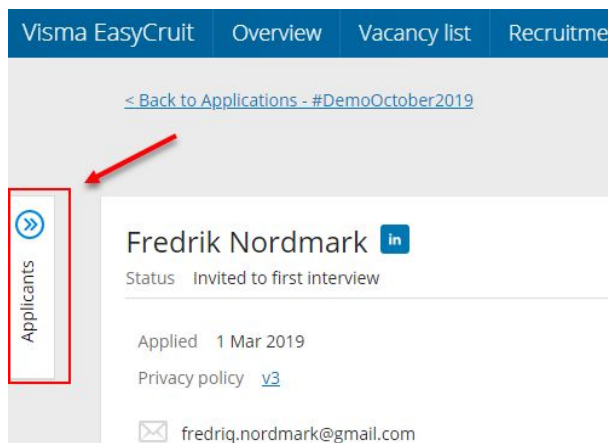 Visma EasyCruit Overview Vacancy list Recruitme
< Back to Applications - #DemoOctober2019
Applicants
Fredrik Nordmark in
Status Invited to first interview
Applied 1 Mar 2019
Privacy policy v3
fredriq.nordmark@gmail.com